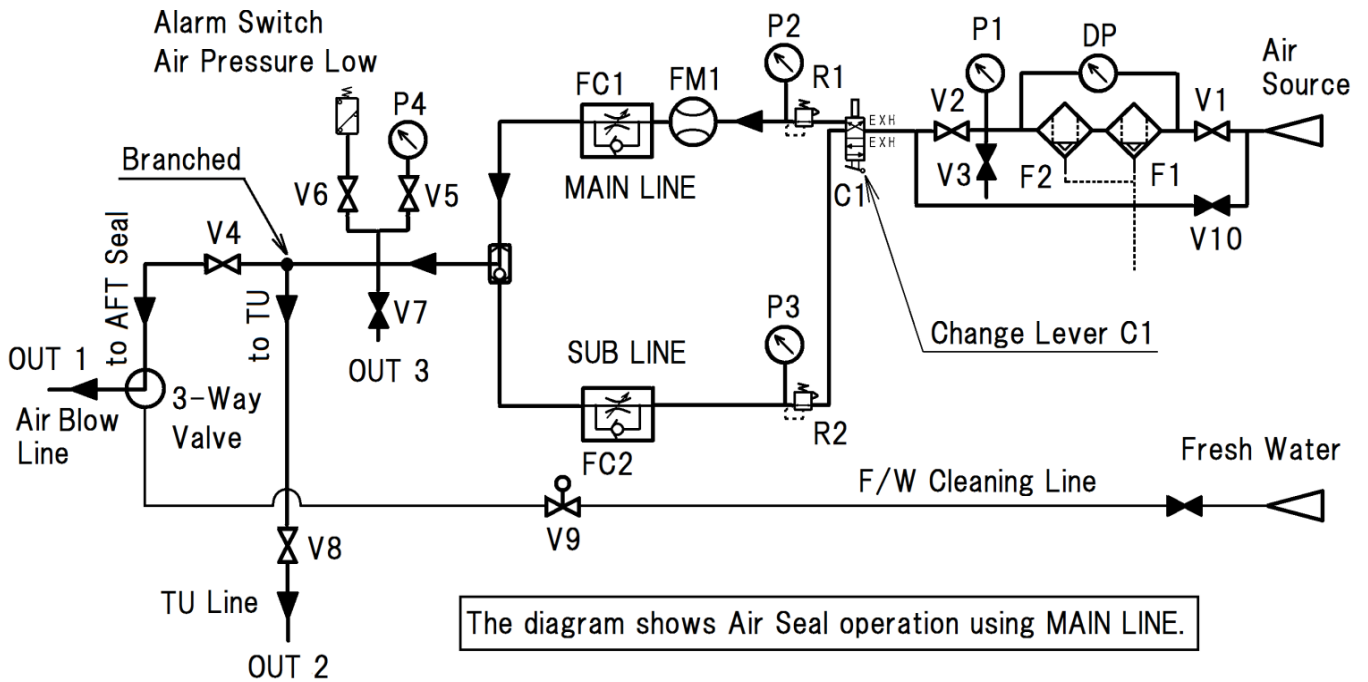 Alarm Switch
Air Pressure Low
P4
FC1
FM1
P2
R1
P1
DP
Air
Source
V2
V1
EXH
EXH
Branched
V6
V5
MAIN LINE
C1
V3
F2
F1
V10
V4
to AFT Seal
to TU
V7
P3
Change Lever C1
OUT 1
OUT 3
SUB LINE
Air Blow
Line
3-Way
Valve
R2
FC2
Fresh Water
F/W Cleaning Line
V9
V8
TU Line
The diagram shows Air Seal operation using MAIN LINE.
OUT 2